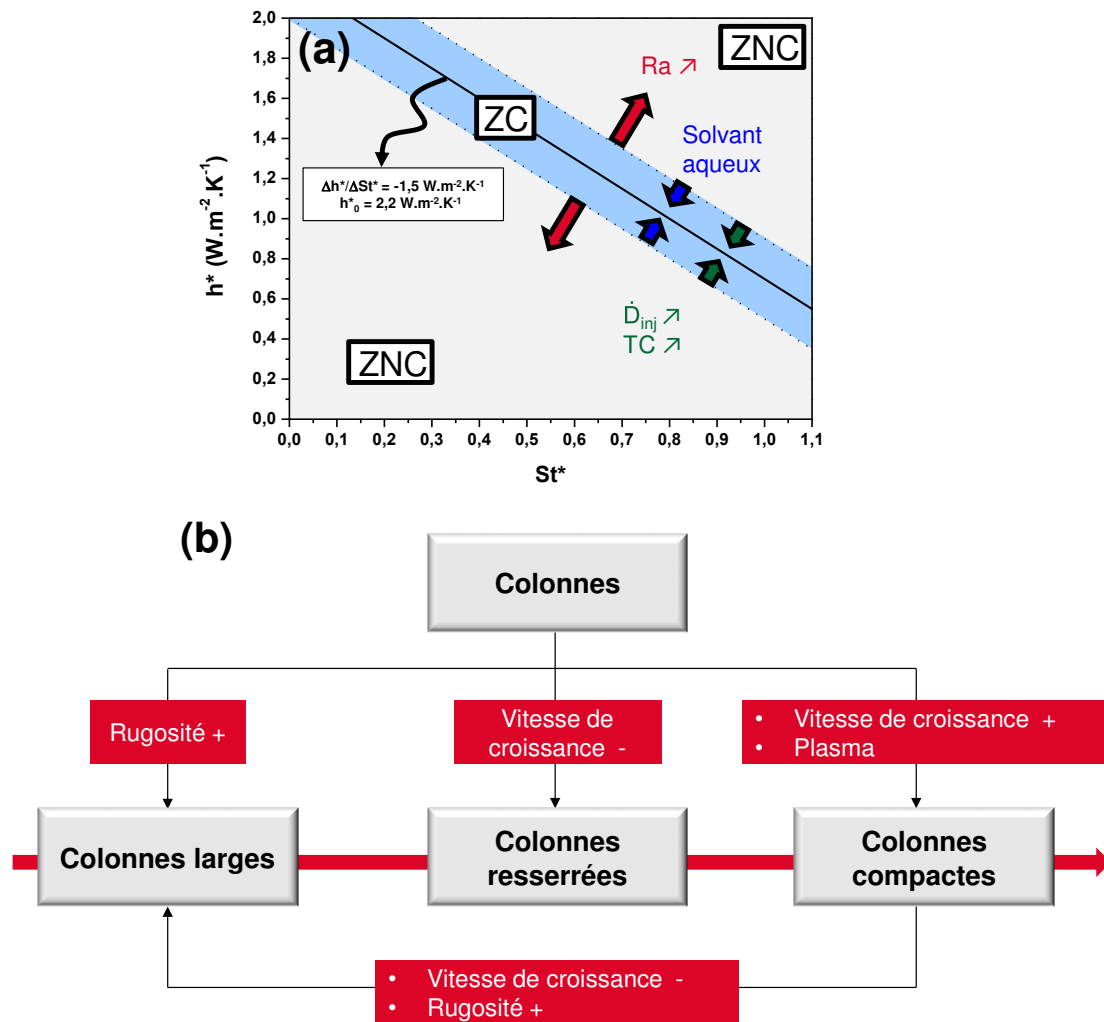 (a)
2,0
1,8
1,6
1,4
1,2
1,0
0,8
0,6
0,4
0,2
0,0
h* (W.m⁻².K⁻¹)
ZNC
Ra ↗
ZC
Solvant
aqueux
Δh*/ΔSt* = -1,5 W.m⁻².K⁻¹
h*₀ = 2,2 W.m⁻².K⁻¹
Ḋinj ↗
TC ↗
ZNC
0,0 0,1 0,2 0,3 0,4 0,5 0,6 0,7 0,8 0,9 1,0 1,1
St*
(b)
Colonnes
Rugosité +
Vitesse de
croissance -
• Vitesse de croissance +
• Plasma
Colonnes larges
Colonnes
resserrées
Colonnes
compactes
• Vitesse de croissance -
• Rugosité +